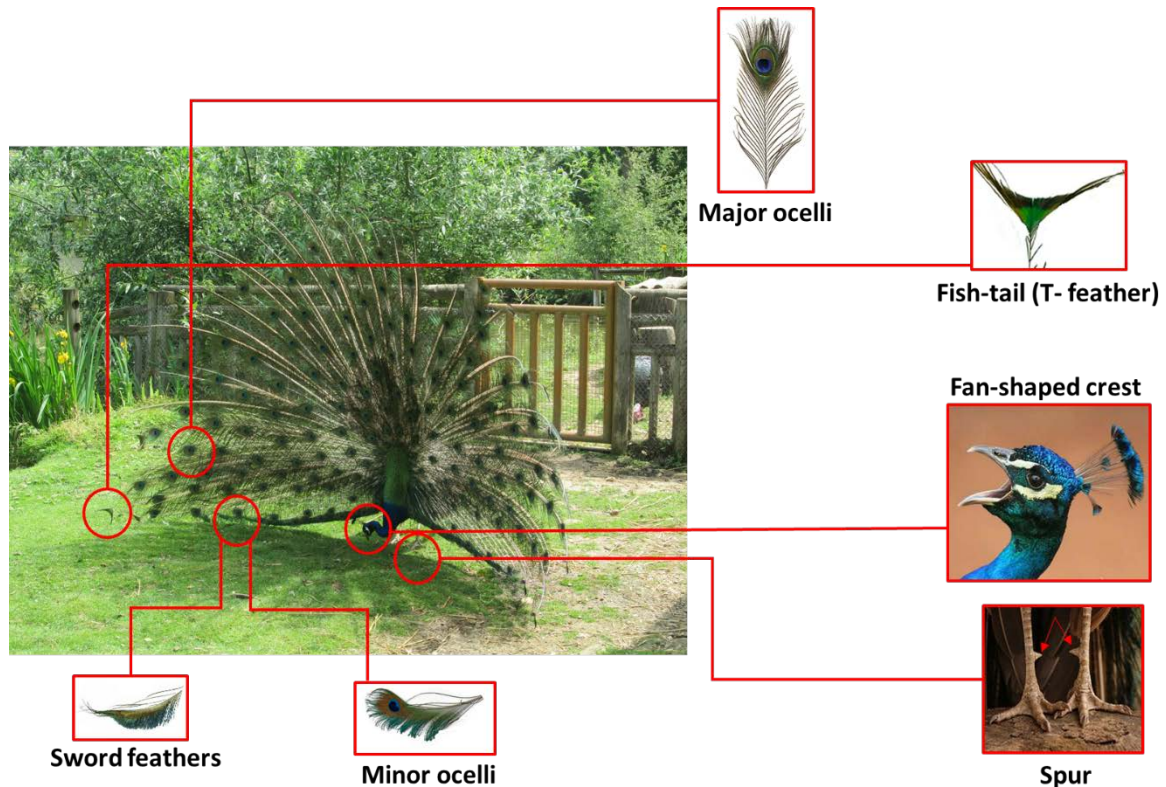 Major ocelli
Fish-tail (T- feather)
Fan-shaped crest
Sword feathers
Minor ocelli
Spur